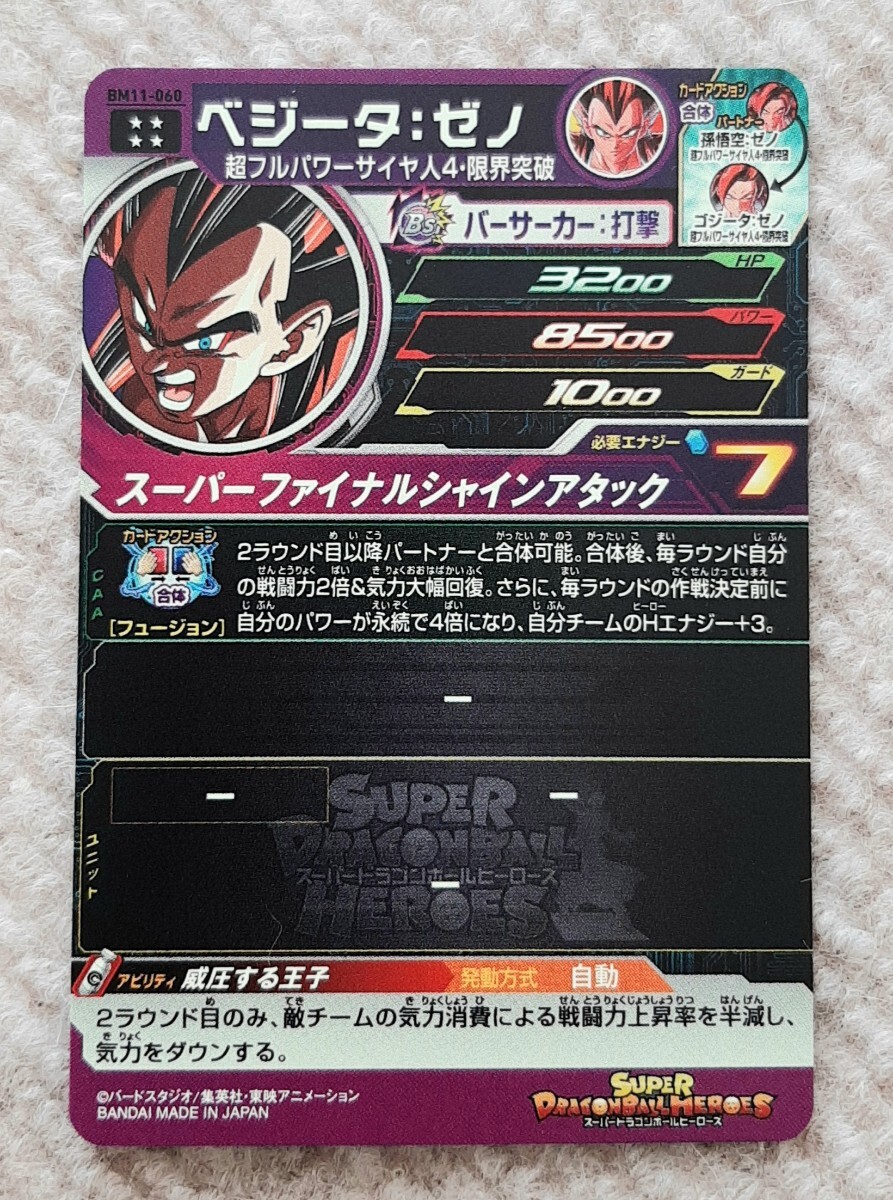 BM11-060
★★
★★
ベジータ：ゼノ
超フルパワーサイヤ人4・限界突破
カードアクション
合体
パートナー
孫悟空：ゼノ
超フルパワーサイヤ人4・限界突破
ゴジータ：ゼノ
超フルパワーサイヤ人4・限界突破
Bs バーサーカー：打撃
HP
3200
パワー
8500
ガード
1000
必要エナジー
7
スーパーファイナルシャインアタック
CAA
カードアクション
合体
[フュージョン]
2ラウンド目以降パートナーと合体可能。合体後、毎ラウンド自分
の戦闘力2倍&気力大幅回復。さらに、毎ラウンドの作戦決定前に
自分のパワーが永続で4倍になり、自分チームのHエナジー+3。
ー
ユニット
ー ー
ー
SUPER
DRAGONBALL
スーパードラゴンボールヒーローズ
HEROES
アビリティ 威圧する王子 発動方式 自動
2ラウンド目のみ、敵チームの気力消費による戦闘力上昇率を半減し、
気力をダウンする。
©バードスタジオ/集英社・東映アニメーション
BANDAI MADE IN JAPAN
SUPER
DRAGONBALL HEROES
スーパードラゴンボールヒーローズ